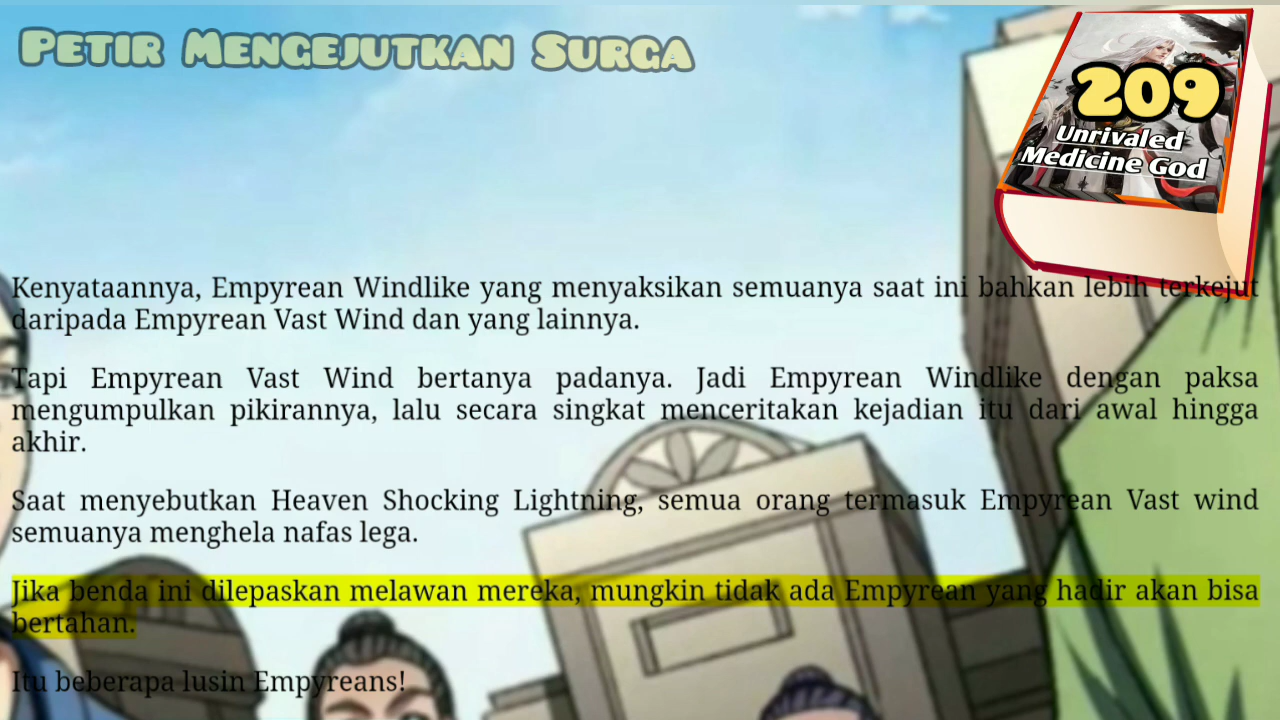 Petir Mengejutkan Surga
209
Unrivaled
Medicine God
Kenyataannya, Empyrean Windlike yang menyaksikan semuanya saat ini bahkan lebih terkejut
daripada Empyrean Vast Wind dan yang lainnya.
Tapi Empyrean Vast Wind bertanya padanya. Jadi Empyrean Windlike dengan paksa
mengumpulkan pikirannya, lalu secara singkat menceritakan kejadian itu dari awal hingga
akhir.
Saat menyebutkan Heaven Shocking Lightning, semua orang termasuk Empyrean Vast wind
semuanya menghela nafas lega.
Jika benda ini dilepaskan melawan mereka, mungkin tidak ada Empyrean yang hadir akan bisa
bertahan.
Itu beberapa lusin Empyreans!